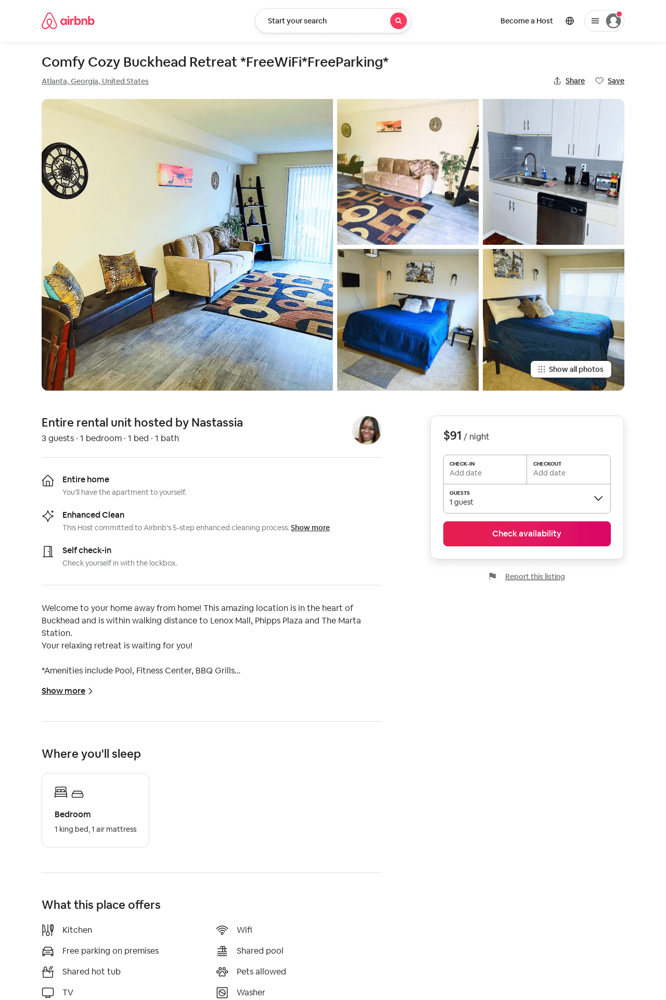 airbnb
Start your search
Become a Host
Comfy Cozy Buckhead Retreat *FreeWiFi*FreeParking*
Atlanta, Georgia, United States
Share
Save
Show all photos
Entire rental unit hosted by Nastassia
3 guests · 1 bedroom · 1 bed · 1 bath
Entire home
You’ll have the apartment to yourself.
Enhanced Clean
This Host committed to Airbnb's 5-step enhanced cleaning process. Show more
Self check-in
Check yourself in with the lockbox.
$91 / night
CHECK-IN
Add date
CHECKOUT
Add date
GUESTS
1 guest
Check availability
Report this listing
Welcome to your home away from home! This amazing location is in the heart of
Buckhead and is within walking distance to Lenox Mall, Phipps Plaza and The Marta
Station.
Your relaxing retreat is waiting for you!
*Amenities include Pool, Fitness Center, BBQ Grills...
Show more
Where you'll sleep
Bedroom
1 king bed, 1 air mattress
What this place offers
Kitchen
Wifi
Free parking on premises
Shared pool
Shared hot tub
Pets allowed
TV
Washer